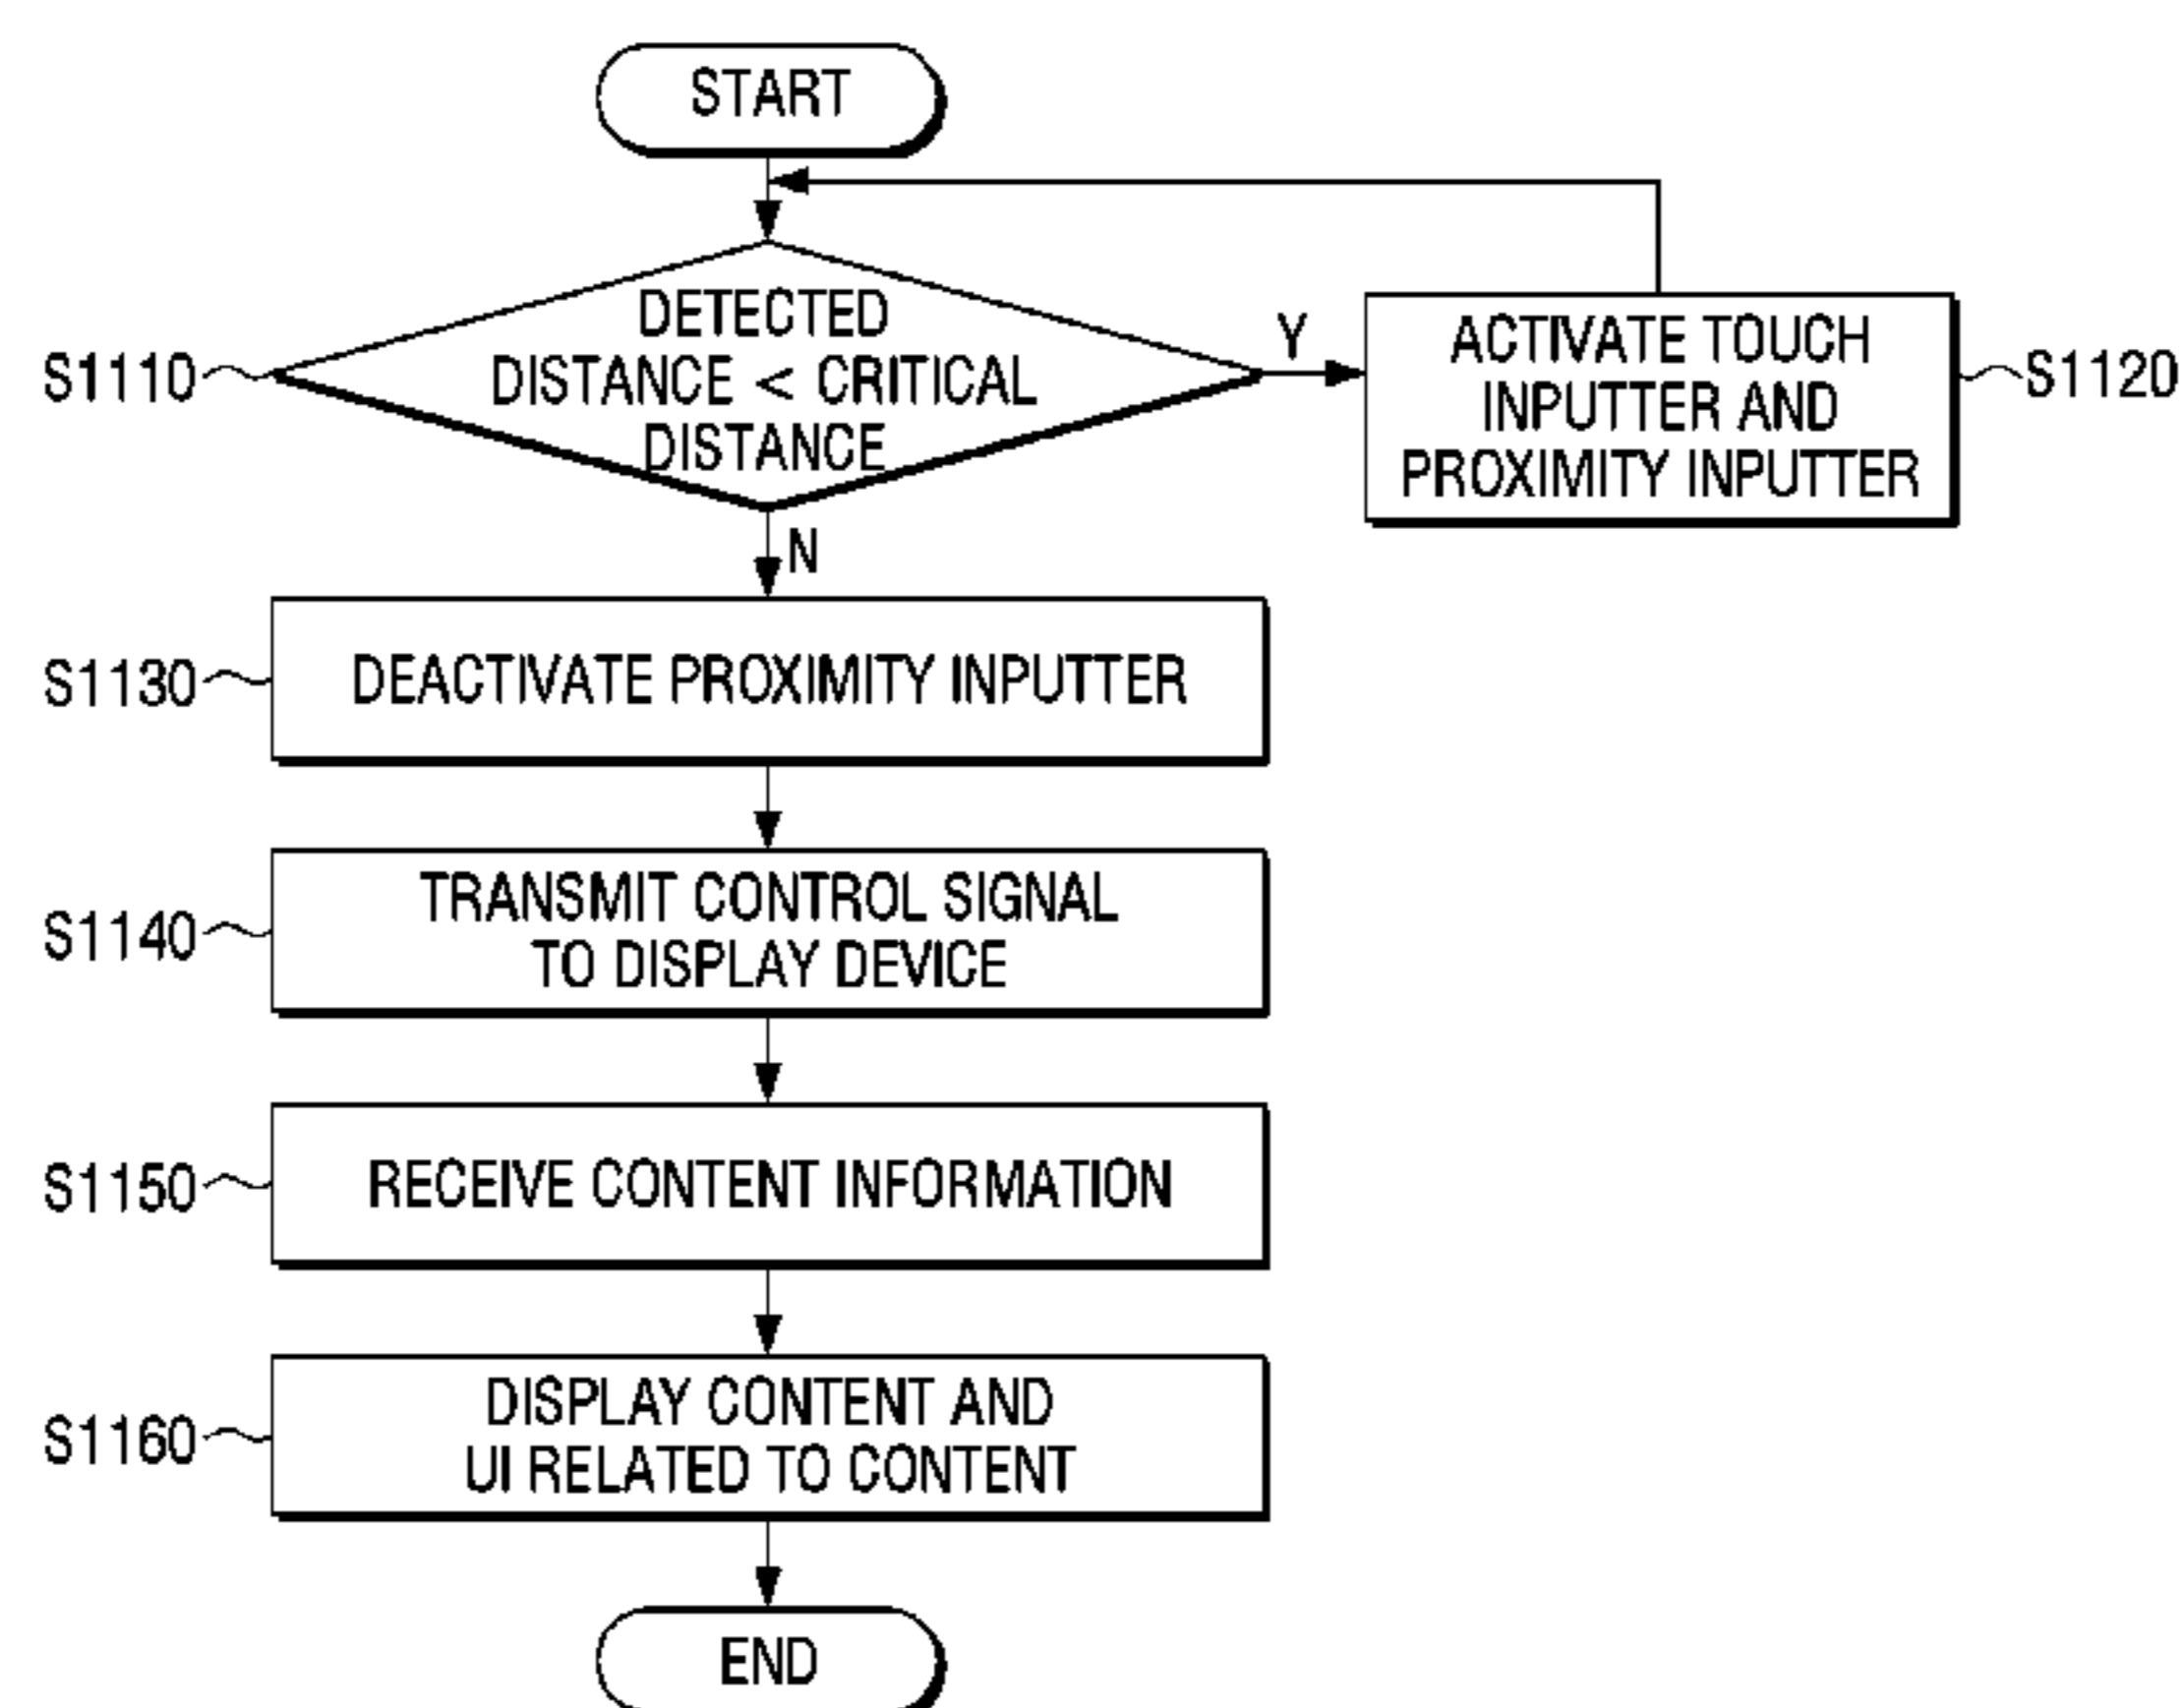 START
DETECTED
DISTANCE < CRITICAL
DISTANCE
S1110
Y
ACTIVATE TOUCH
INPUTTER AND
PROXIMITY INPUTTER
S1120
N
S1130
DEACTIVATE PROXIMITY INPUTTER
S1140
TRANSMIT CONTROL SIGNAL
TO DISPLAY DEVICE
S1150
RECEIVE CONTENT INFORMATION
S1160
DISPLAY CONTENT AND
UI RELATED TO CONTENT
END